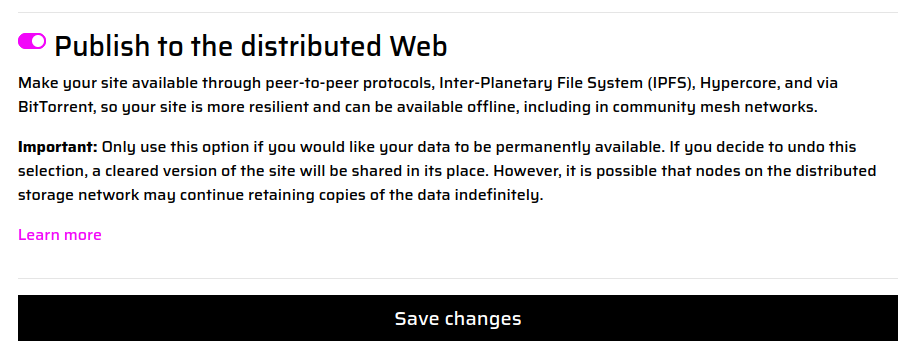 Publish to the distributed Web
Make your site available through peer-to-peer protocols, Inter-Planetary File System (IPFS), Hypercore, and via
BitTorrent, so your site is more resilient and can be available offline, including in community mesh networks.
Important: Only use this option if you would like your data to be permanently available. If you decide to undo this
selection, a cleared version of the site will be shared in its place. However, it is possible that nodes on the distributed
storage network may continue retaining copies of the data indefinitely.
Learn more
Save changes